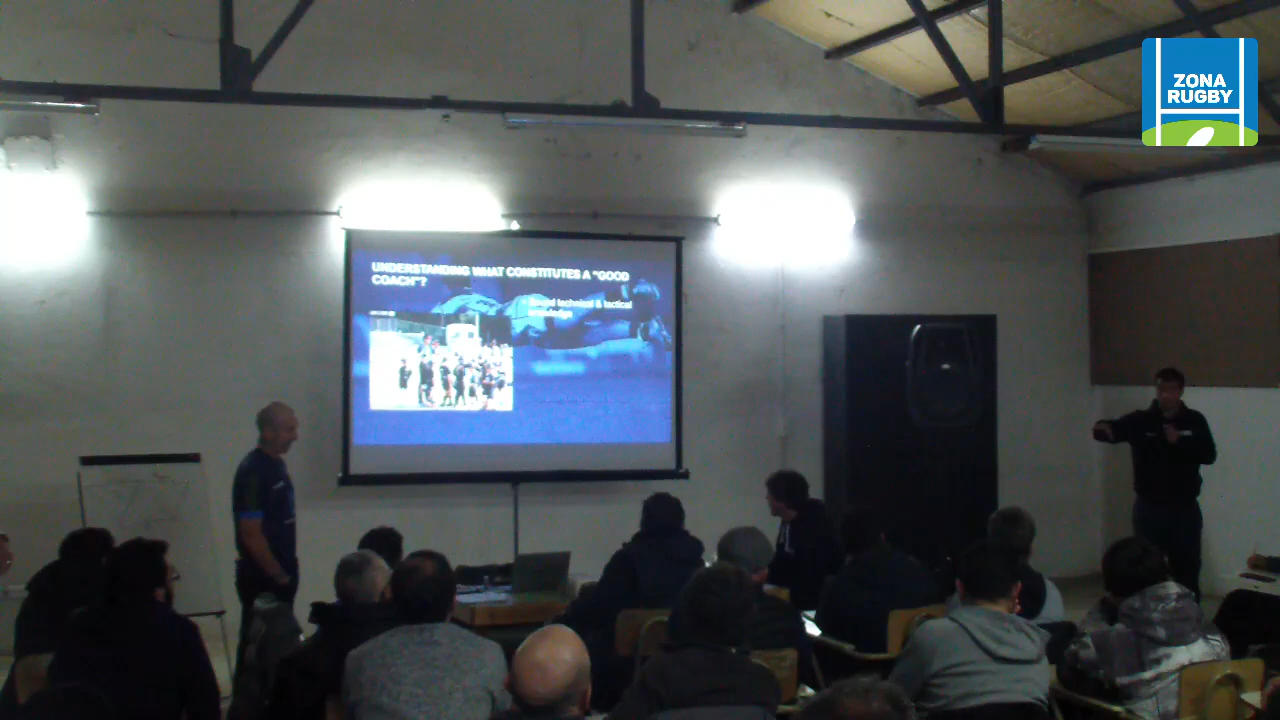 ZONA
RUGBY
UNDERSTANDING WHAT CONSTITUTES A "GOOD
COACH"?
technical & tactical
knowledge